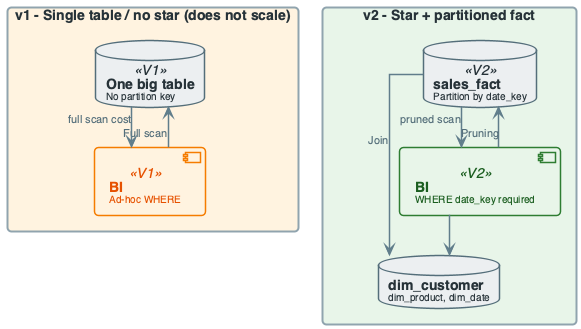 v1 - Single table / no star (does not scale)
«V1»
One big table
No partition key
full scan cost
Full scan
«V1»
BI
Ad-hoc WHERE
v2 - Star + partitioned fact
«V2»
sales_fact
Partition by date_key
pruned scan
Pruning
Join
«V2»
BI
WHERE date_key required
dim_customer
dim_product, dim_date